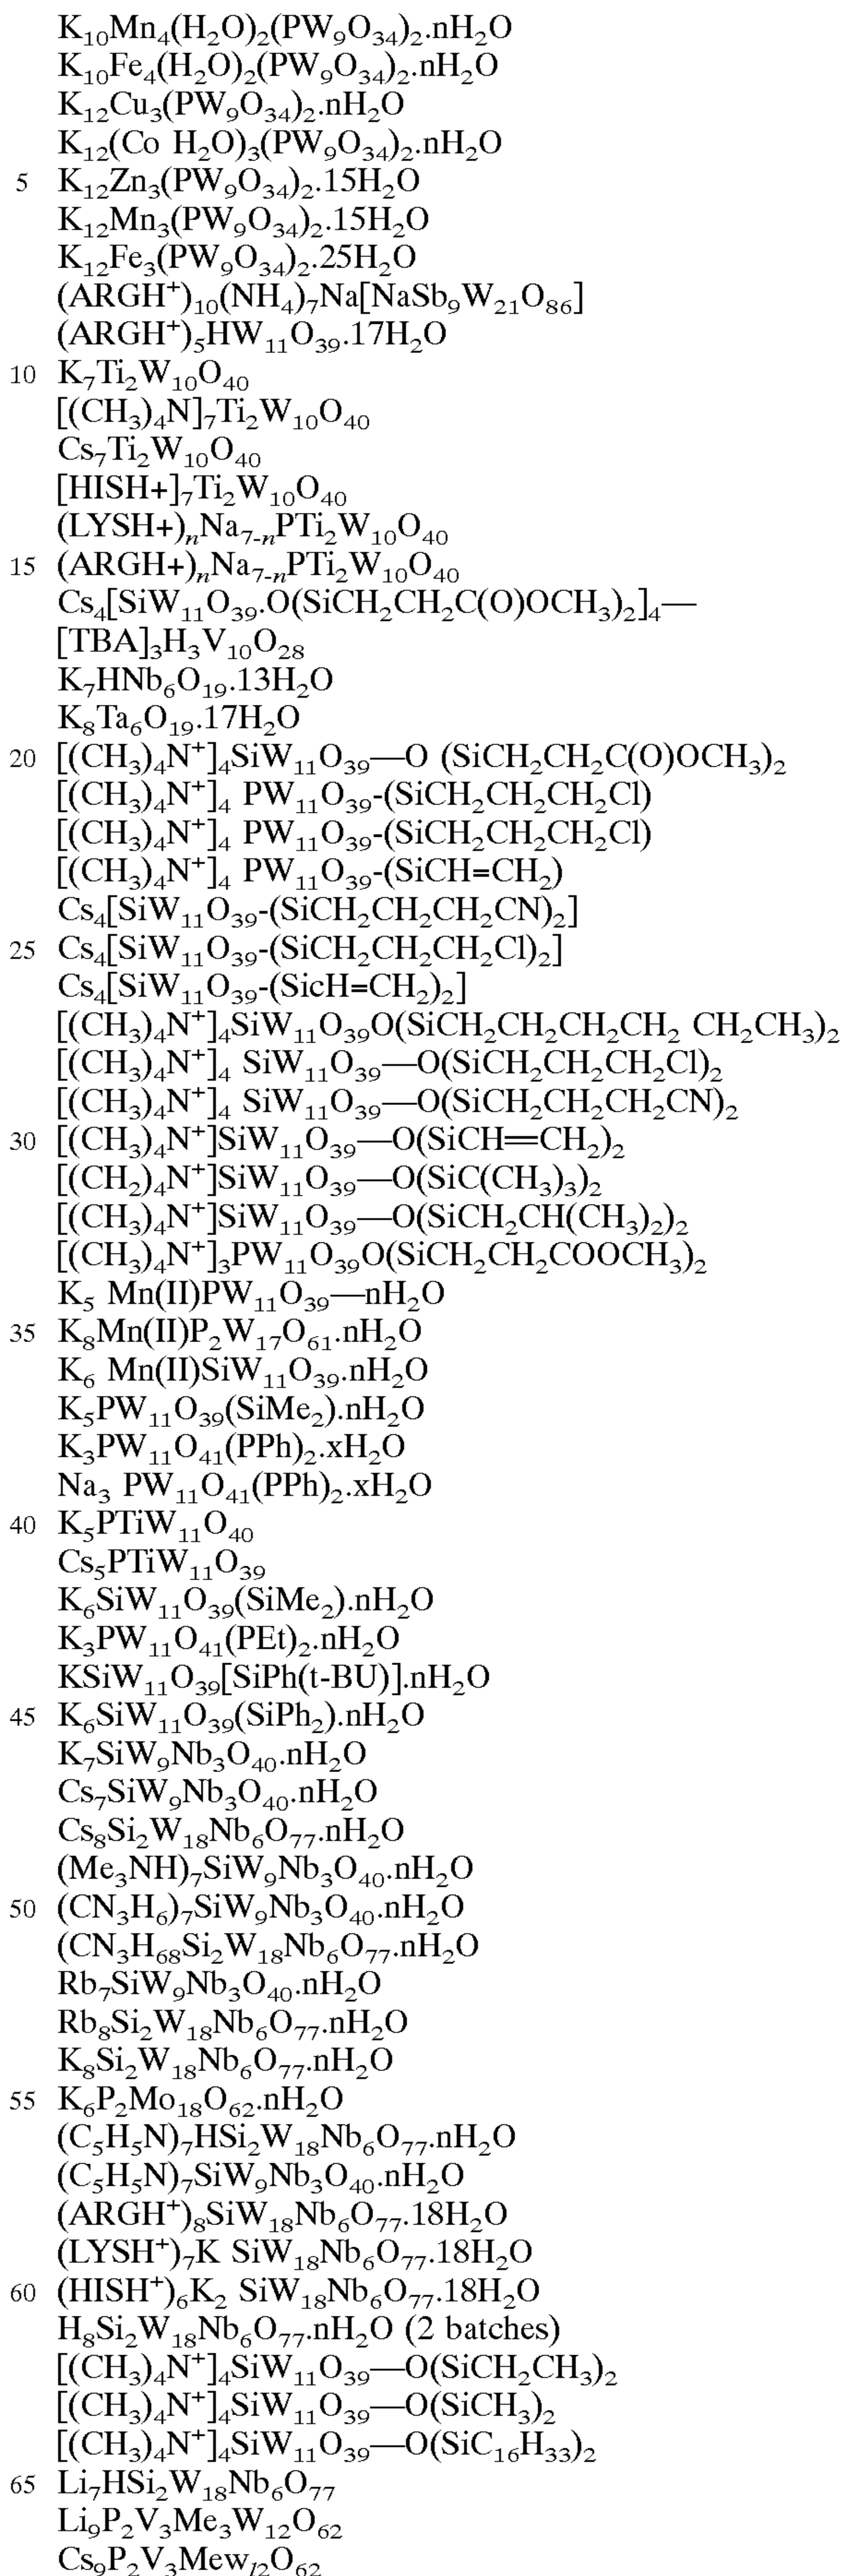 K₁₀Mn₄(H₂O)₂(PW₉O₃₄)₂.nH₂O
K₁₀Fe₄(H₂O)₂(PW₉O₃₄)₂.nH₂O
K₁₂Cu₃(PW₉O₃₄)₂.nH₂O
K₁₂(Co H₂O)₃(PW₉O₃₄)₂.nH₂O
5 K₁₂Zn₃(PW₉O₃₄)₂.15H₂O
K₁₂Mn₃(PW₉O₃₄)₂.15H₂O
K₁₂Fe₃(PW₉O₃₄)₂.25H₂O
(ARGH⁺)₁₀(NH₄)₇Na[NaSb₉W₂₁O₈₆]
(ARGH⁺)₅HW₁₁O₃₉.17H₂O
10 K₇Ti₂W₁₀O₄₀
[(CH₃)₄N]₇Ti₂W₁₀O₄₀
Cs₇Ti₂W₁₀O₄₀
[HISH+]₇Ti₂W₁₀O₄₀
(LYSH+)ₙNa₇₋ₙPTi₂W₁₀O₄₀
15 (ARGH+)ₙNa₇₋ₙPTi₂W₁₀O₄₀
Cs₄[SiW₁₁O₃₉.O(SiCH₂CH₂C(O)OCH₃)₂]₄—
[TBA]₃H₃V₁₀O₂₈
K₇HNb₆O₁₉.13H₂O
K₈Ta₆O₁₉.17H₂O
20 [(CH₃)₄N⁺]₄SiW₁₁O₃₉—O (SiCH₂CH₂C(O)OCH₃)₂
[(CH₃)₄N⁺]₄ PW₁₁O₃₉-(SiCH₂CH₂CH₂Cl)
[(CH₃)₄N⁺]₄ PW₁₁O₃₉-(SiCH₂CH₂CH₂Cl)
[(CH₃)₄N⁺]₄ PW₁₁O₃₉-(SiCH=CH₂)
Cs₄[SiW₁₁O₃₉-(SiCH₂CH₂CH₂CN)₂]
25 Cs₄[SiW₁₁O₃₉-(SiCH₂CH₂CH₂Cl)₂]
Cs₄[SiW₁₁O₃₉-(SicH=CH₂)₂]
[(CH₃)₄N⁺]₄SiW₁₁O₃₉O(SiCH₂CH₂CH₂CH₂ CH₂CH₃)₂
[(CH₃)₄N⁺]₄ SiW₁₁O₃₉—O(SiCH₂CH₂CH₂Cl)₂
[(CH₃)₄N⁺]₄ SiW₁₁O₃₉—O(SiCH₂CH₂CH₂CN)₂
30 [(CH₃)₄N⁺]SiW₁₁O₃₉—O(SiCH═CH₂)₂
[(CH₂)₄N⁺]SiW₁₁O₃₉—O(SiC(CH₃)₃)₂
[(CH₃)₄N⁺]SiW₁₁O₃₉—O(SiCH₂CH(CH₃)₂)₂
[(CH₃)₄N⁺]₃PW₁₁O₃₉O(SiCH₂CH₂COOCH₃)₂
K₅ Mn(II)PW₁₁O₃₉—nH₂O
35 K₈Mn(II)P₂W₁₇O₆₁.nH₂O
K₆ Mn(II)SiW₁₁O₃₉.nH₂O
K₅PW₁₁O₃₉(SiMe₂).nH₂O
K₃PW₁₁O₄₁(PPh)₂.xH₂O
Na₃ PW₁₁O₄₁(PPh)₂.xH₂O
40 K₅PTiW₁₁O₄₀
Cs₅PTiW₁₁O₃₉
K₆SiW₁₁O₃₉(SiMe₂).nH₂O
K₃PW₁₁O₄₁(PEt)₂.nH₂O
KSiW₁₁O₃₉[SiPh(t-BU)].nH₂O
45 K₆SiW₁₁O₃₉(SiPh₂).nH₂O
K₇SiW₉Nb₃O₄₀.nH₂O
Cs₇SiW₉Nb₃O₄₀.nH₂O
Cs₈Si₂W₁₈Nb₆O₇₇.nH₂O
(Me₃NH)₇SiW₉Nb₃O₄₀.nH₂O
50 (CN₃H₆)₇SiW₉Nb₃O₄₀.nH₂O
(CN₃H₆₈Si₂W₁₈Nb₆O₇₇.nH₂O
Rb₇SiW₉Nb₃O₄₀.nH₂O
Rb₈Si₂W₁₈Nb₆O₇₇.nH₂O
K₈Si₂W₁₈Nb₆O₇₇.nH₂O
55 K₆P₂Mo₁₈O₆₂.nH₂O
(C₅H₅N)₇HSi₂W₁₈Nb₆O₇₇.nH₂O
(C₅H₅N)₇SiW₉Nb₃O₄₀.nH₂O
(ARGH⁺)₈SiW₁₈Nb₆O₇₇.18H₂O
(LYSH⁺)₇K SiW₁₈Nb₆O₇₇.18H₂O
60 (HISH⁺)₆K₂ SiW₁₈Nb₆O₇₇.18H₂O
H₈Si₂W₁₈Nb₆O₇₇.nH₂O (2 batches)
[(CH₃)₄N⁺]₄SiW₁₁O₃₉—O(SiCH₂CH₃)₂
[(CH₃)₄N⁺]₄SiW₁₁O₃₉—O(SiCH₃)₂
[(CH₃)₄N⁺]₄SiW₁₁O₃₉—O(SiC₁₆H₃₃)₂
65 Li₇HSi₂W₁₈Nb₆O₇₇
Li₉P₂V₃Me₃W₁₂O₆₂
Cs₉P₂V₃Mewₗ₂O₆₂